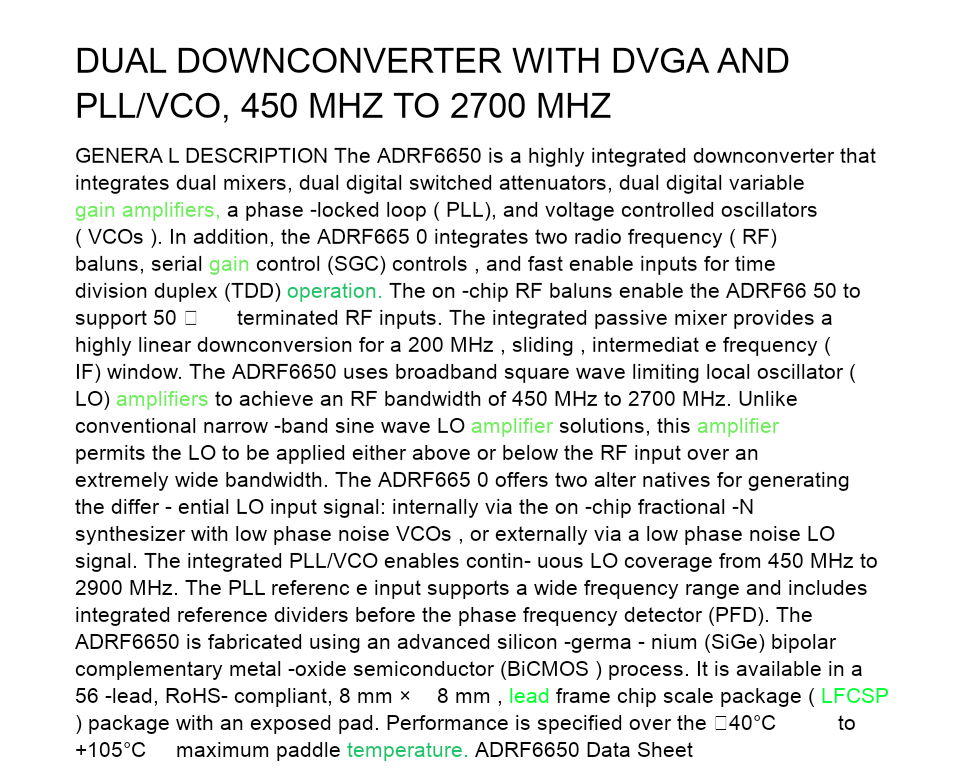 DUAL DOWNCONVERTER WITH DVGA AND
PLL/VCO, 450 MHZ TO 2700 MHZ
GENERA L DESCRIPTION The ADRF6650 is a highly integrated downconverter that
integrates dual mixers, dual digital switched attenuators, dual digital variable
gain amplifiers, a phase -locked loop ( PLL), and voltage controlled oscillators
( VCOs ). In addition, the ADRF665 0 integrates two radio frequency ( RF)
baluns, serial gain control (SGC) controls , and fast enable inputs for time
division duplex (TDD) operation. The on -chip RF baluns enable the ADRF66 50 to
support 50 □ terminated RF inputs. The integrated passive mixer provides a
highly linear downconversion for a 200 MHz , sliding , intermediat e frequency (
IF) window. The ADRF6650 uses broadband square wave limiting local oscillator (
LO) amplifiers to achieve an RF bandwidth of 450 MHz to 2700 MHz. Unlike
conventional narrow -band sine wave LO amplifier solutions, this amplifier
permits the LO to be applied either above or below the RF input over an
extremely wide bandwidth. The ADRF665 0 offers two alter natives for generating
the differ - ential LO input signal: internally via the on -chip fractional -N
synthesizer with low phase noise VCOs , or externally via a low phase noise LO
signal. The integrated PLL/VCO enables contin- uous LO coverage from 450 MHz to
2900 MHz. The PLL referenc e input supports a wide frequency range and includes
integrated reference dividers before the phase frequency detector (PFD). The
ADRF6650 is fabricated using an advanced silicon -germa - nium (SiGe) bipolar
complementary metal -oxide semiconductor (BiCMOS ) process. It is available in a
56 -lead, RoHS- compliant, 8 mm × 8 mm , lead frame chip scale package ( LFCSP
) package with an exposed pad. Performance is specified over the □40°C to
+105°C maximum paddle temperature. ADRF6650 Data Sheet